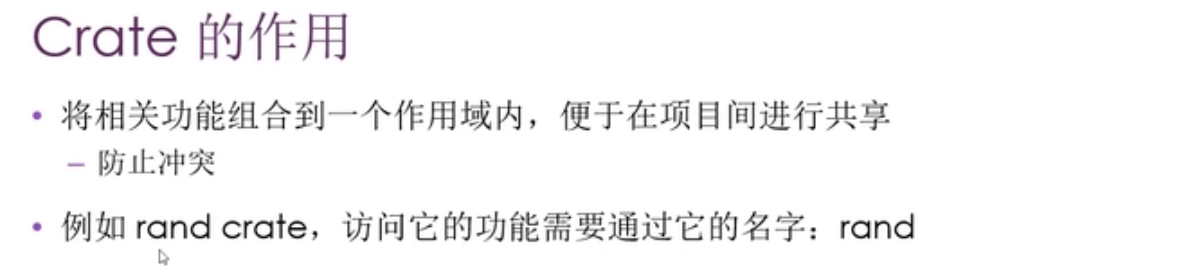 Crate 的作用
• 将相关功能组合到一个作用域内，便于在项目间进行共享
– 防止冲突
• 例如 rand crate，访问它的功能需要通过它的名字：rand